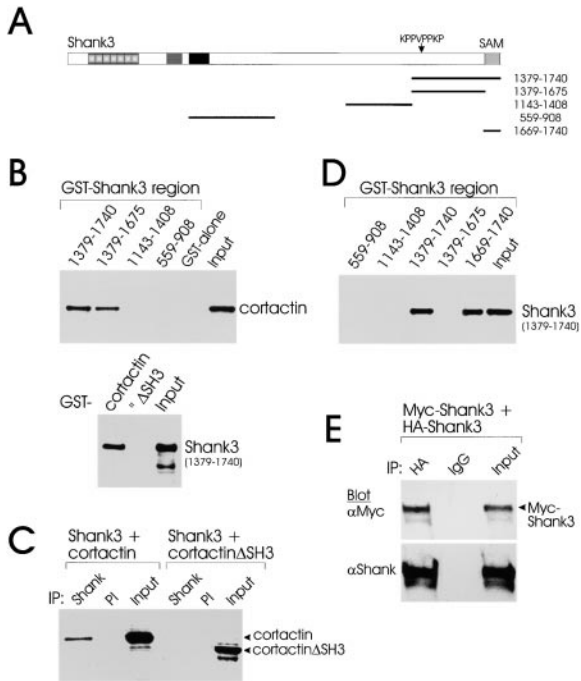 A
Shank3
KPPVPPKP
SAM
1379-1740
1379-1675
1143-1408
559-908
1669-1740
B
GST-Shank3 region
1379-1740
1379-1675
1143-1408
559-908
GST-alone
Input
cortactin
GST-
cortactin
" ΔSH3
Input
Shank3
(1379-1740)
C
Shank3 +
cortactin
Shank3 +
cortactinΔSH3
IP:
Shank
PI
Input
Shank
PI
Input
cortactin
cortactinΔSH3
D
GST-Shank3 region
559-908
1143-1408
1379-1740
1379-1675
1669-1740
Input
Shank3
(1379-1740)
E
Myc-Shank3 +
HA-Shank3
IP:
HA
IgG
Input
Blot
αMyc
Myc-
Shank3
αShank